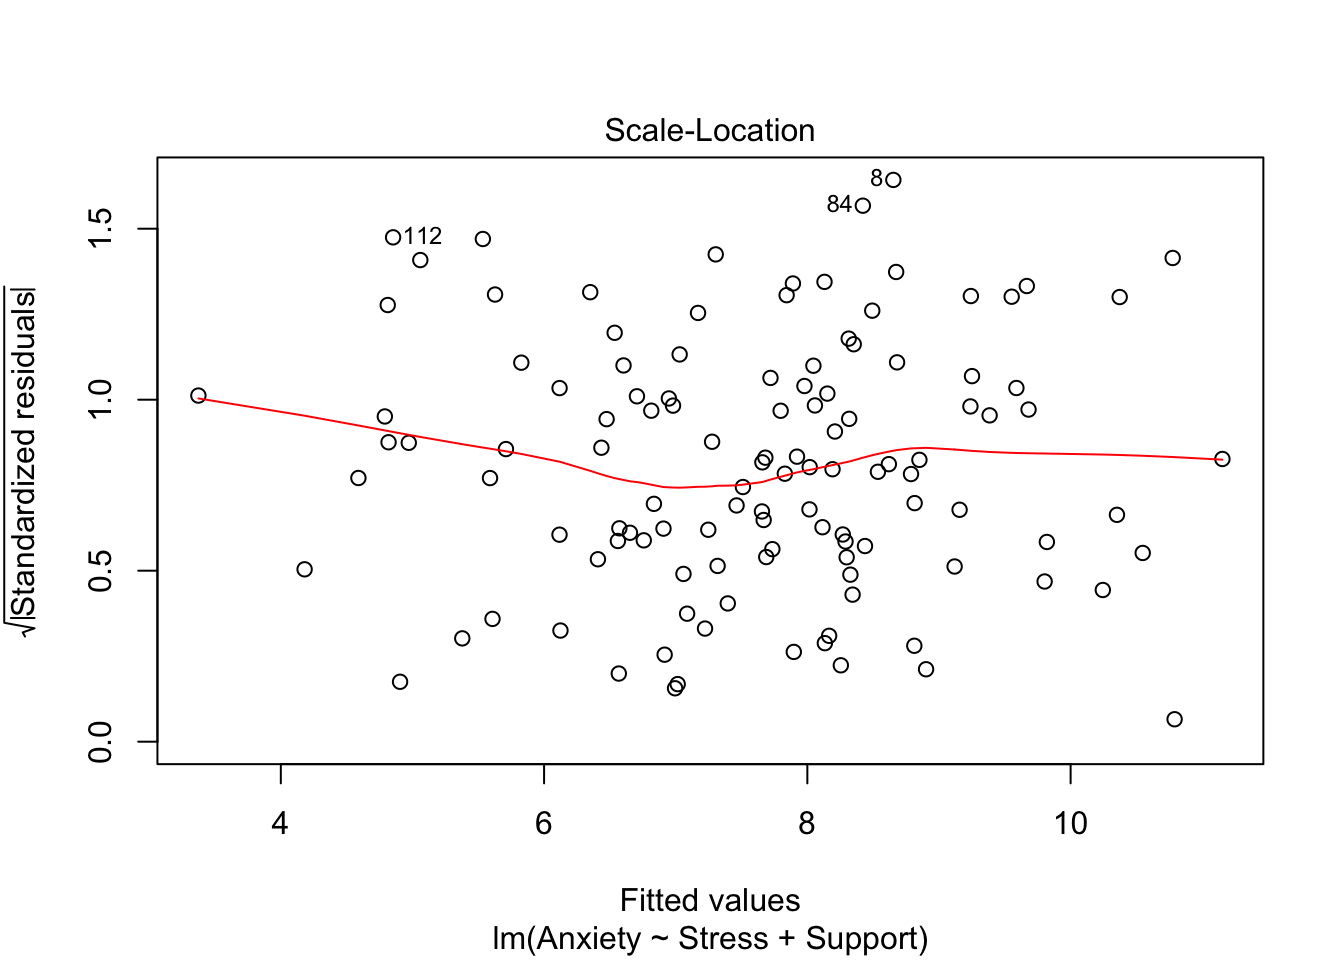 Scale-Location
√|Standardized residuals|
1.5
1.0
0.5
0.0
8
84
112
4 6 8 10
Fitted values
lm(Anxiety ~ Stress + Support)